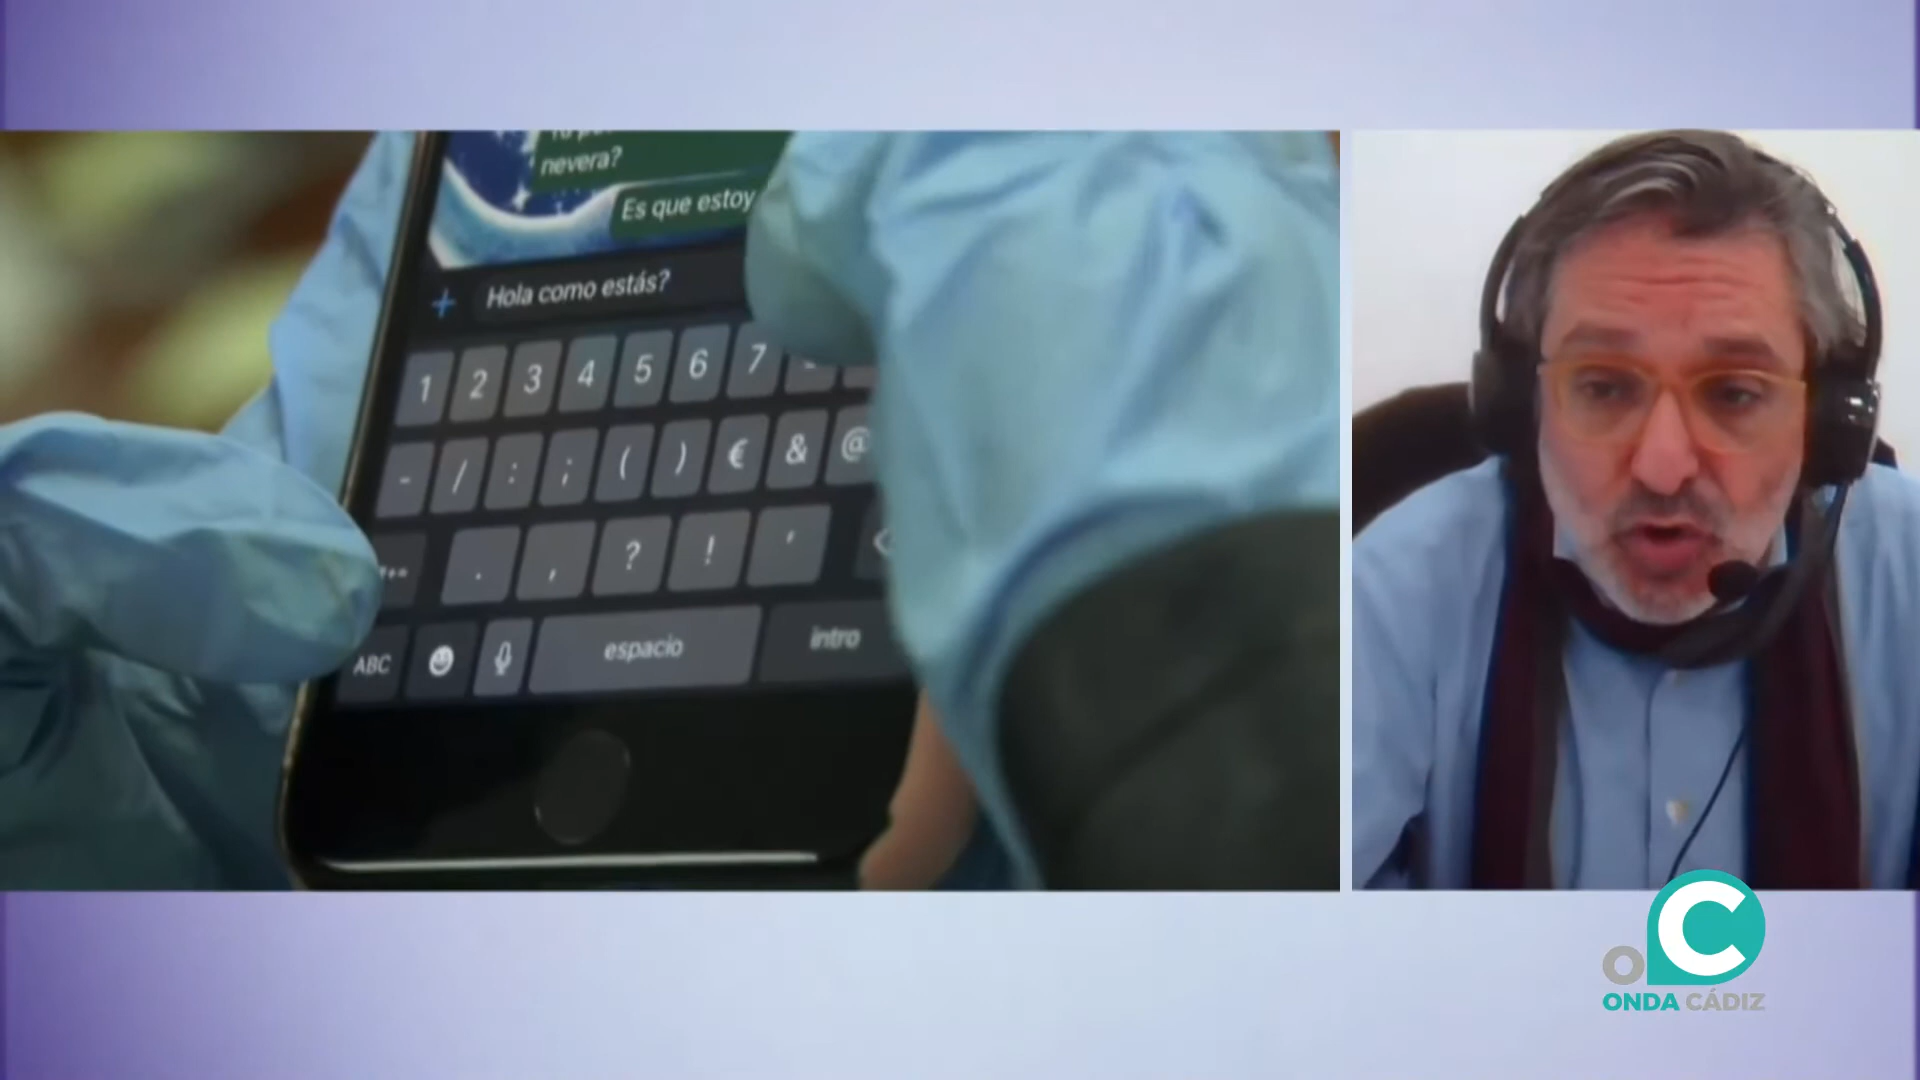 nevera?
Es que estoy
Hola como estás?
1 2 3 4 5 6 7
- / : ; ( ) € & @
. , ? ! '
ABC espacio intro
C
O
ONDA CÁDIZ